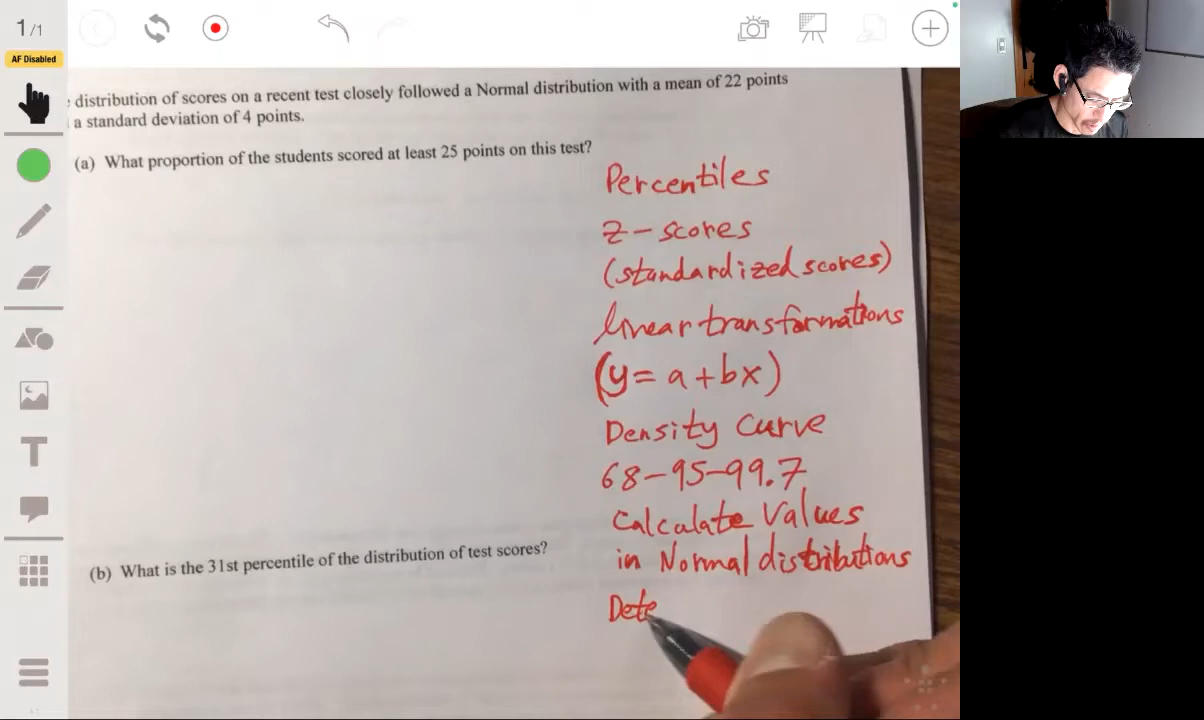 1/1
AF Disabled
distribution of scores on a recent test closely followed a Normal distribution with a mean of 22 points
a standard deviation of 4 points.
(a) What proportion of the students scored at least 25 points on this test?
Percentiles
z-scores
(standardized scores)
linear transformations
(y = a + bx)
Density Curve
68-95-99.7
Calculate Values
in Normal distributions
(b) What is the 31st percentile of the distribution of test scores?
Dete
T